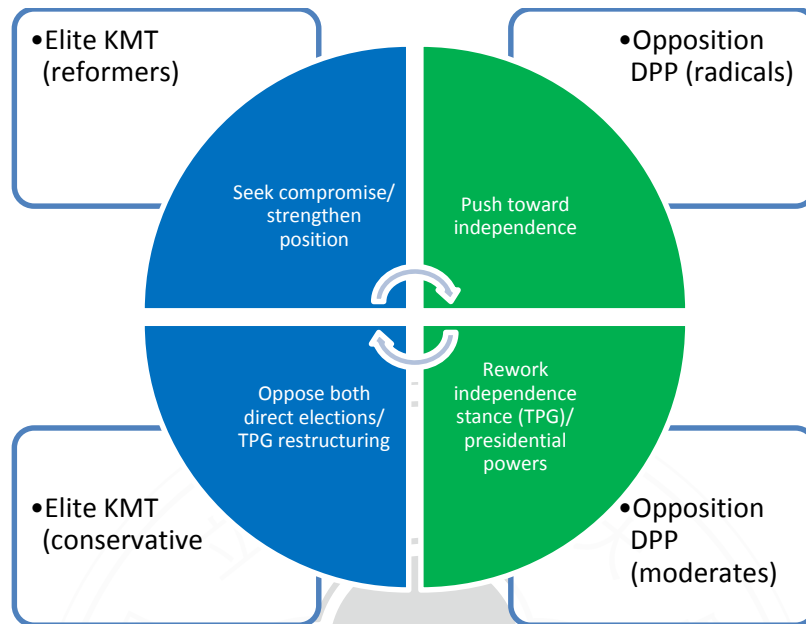 •Elite KMT
(reformers)
•Opposition
DPP (radicals)
Seek compromise/
strengthen
position
Push toward
independence
Oppose both
direct elections/
TPG restructuring
Rework
independence
stance (TPG)/
presidential
powers
•Elite KMT
(conservative
•Opposition
DPP
(moderates)